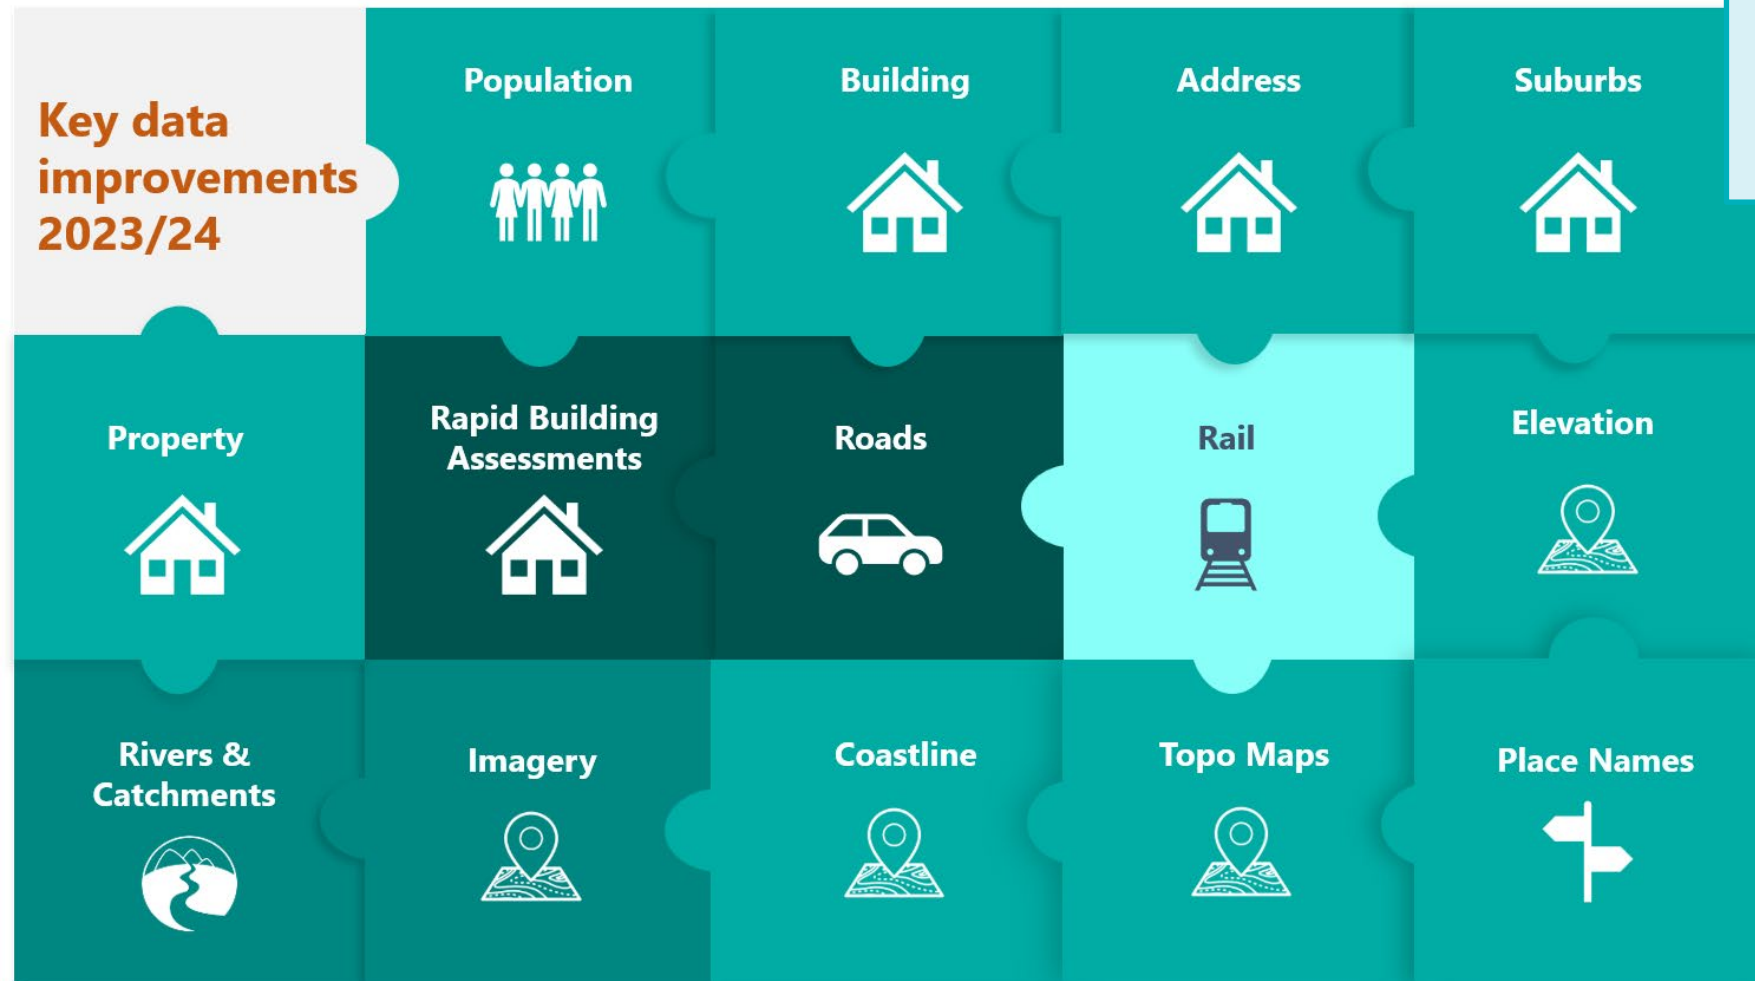 Key data
improvements
2023/24
Population
Building
Address
Suburbs
Property
Rapid Building
Assessments
Roads
Rail
Elevation
Rivers &
Catchments
Imagery
Coastline
Topo Maps
Place Names